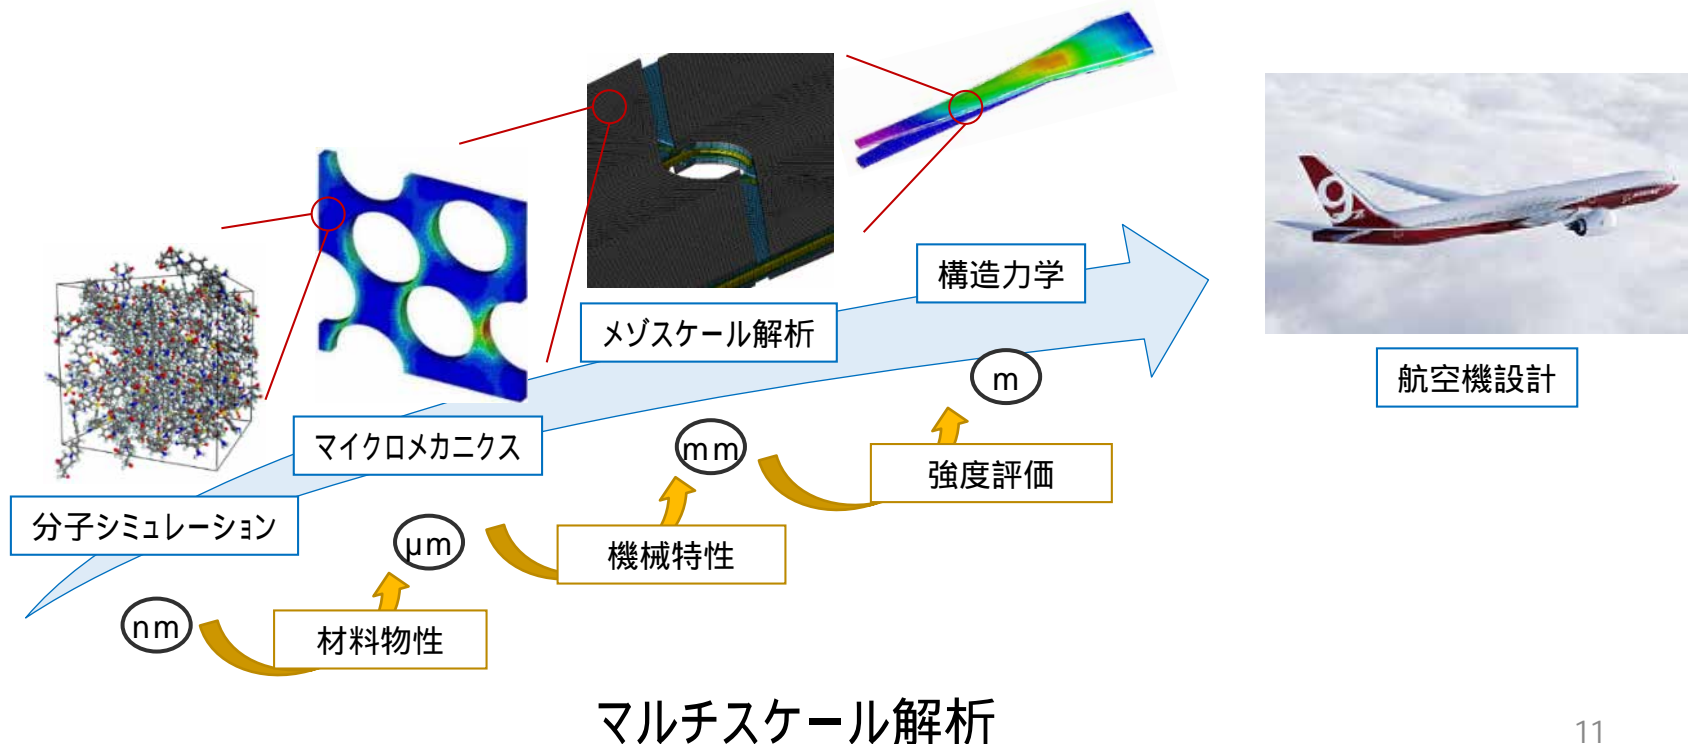 構造力学
メゾスケール解析
航空機設計
m
マイクロメカニクス
mm
強度評価
分子シミュレーション
μm
機械特性
nm
材料物性
マルチスケール解析
11
9